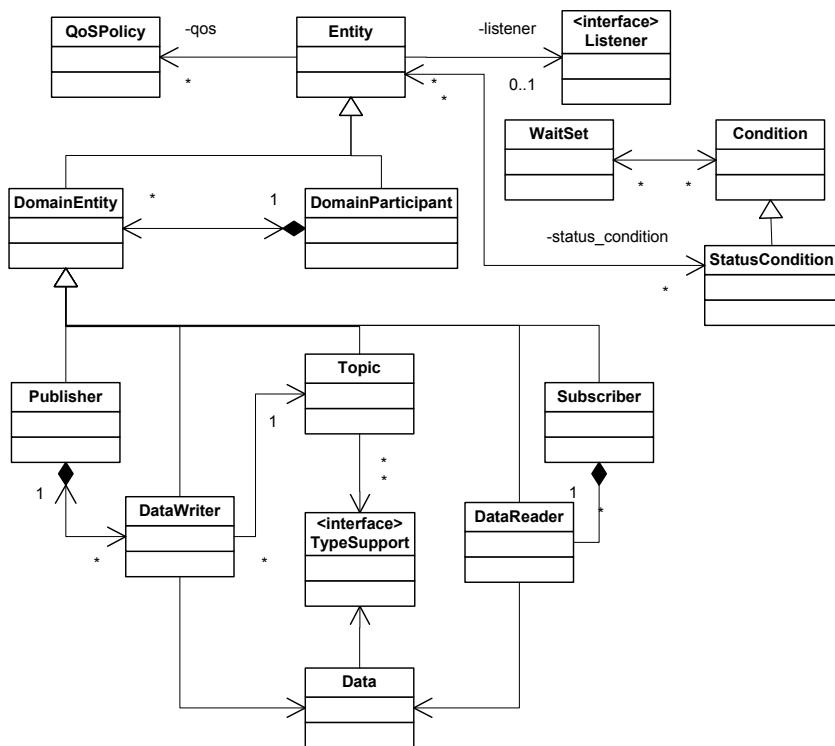 QoSPolicy
-qos
*
Entity
-listener
*
0..1
<interface>
Listener
*
WaitSet
*
*
Condition
DomainEntity
*
1
DomainParticipant
-status_condition
*
StatusCondition
Publisher
1
*
DataWriter
*
1
Topic
*
*
<interface>
TypeSupport
Subscriber
1
*
DataReader
Data